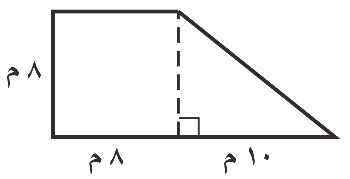 ٨ م
٨ م
١٠ م